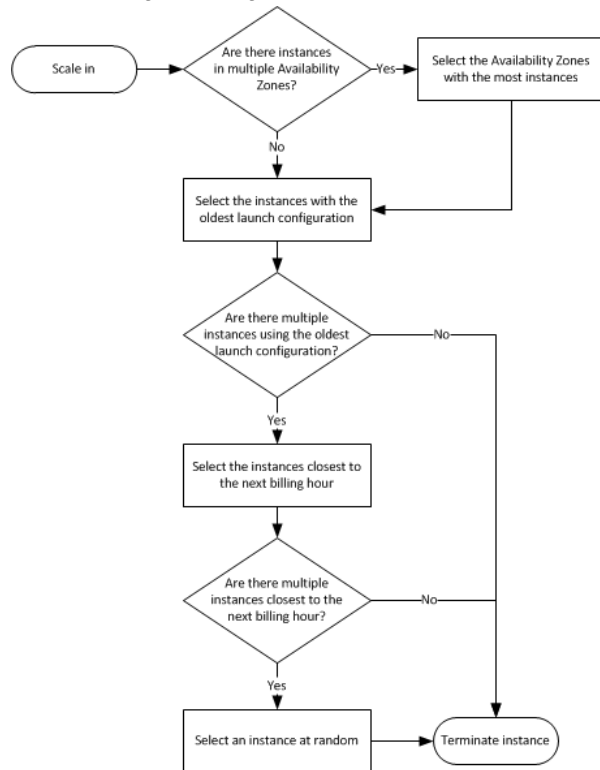 Scale in
Are there instances
in multiple Availability
Zones?
Yes
Select the Availability Zones
with the most instances
No
Select the instances with the
oldest launch configuration
Are there multiple
instances using the oldest
launch configuration?
No
Yes
Select the instances closest to
the next billing hour
Are there multiple
instances closest to the
next billing hour?
No
Yes
Select an instance at random
Terminate instance